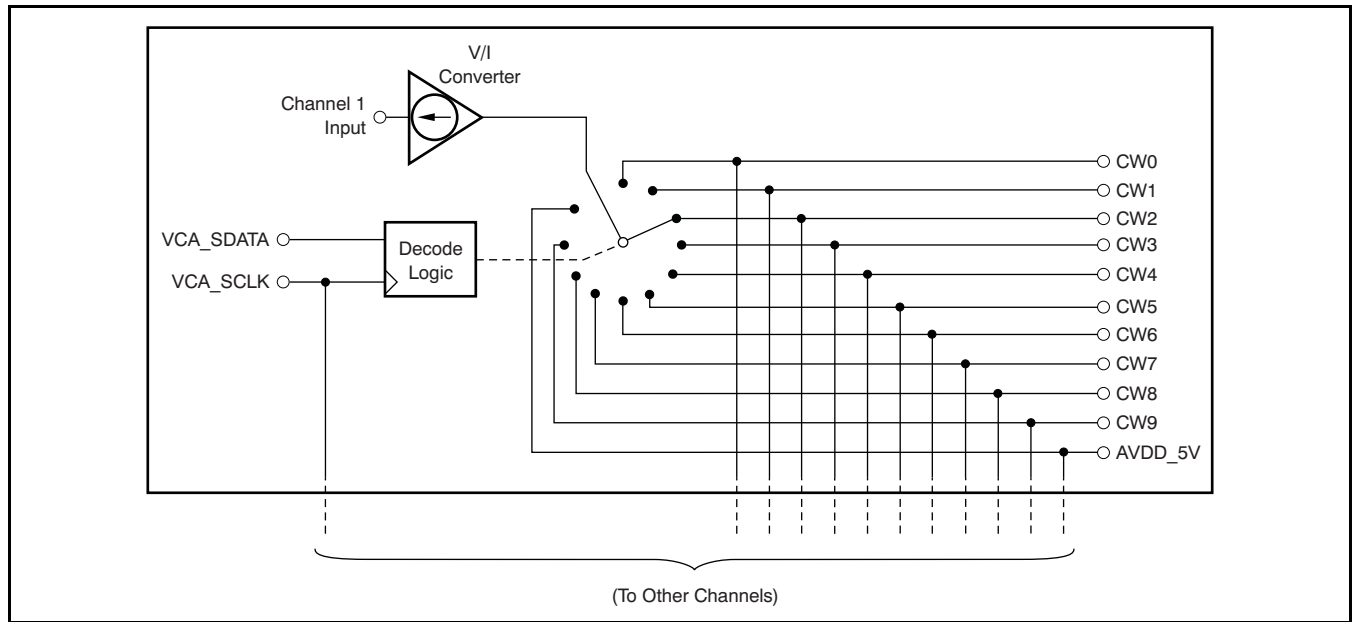 V/I
Converter
Channel 1
Input
VCA_SDATA
VCA_SCLK
Decode
Logic
CW0
CW1
CW2
CW3
CW4
CW5
CW6
CW7
CW8
CW9
AVDD_5V
(To Other Channels)